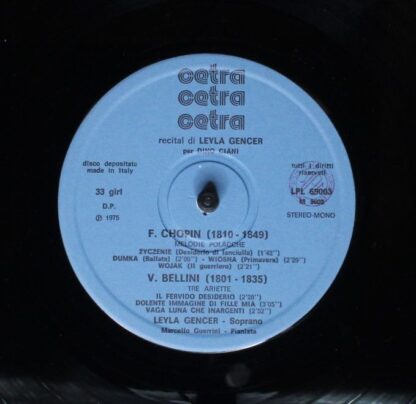 cetra
cetra
cetra
recital di LEYLA GENCER
per DINO CIANI
disco depositato
made in Italy
tutti i diritti
riservati
33 giri
LPL 69003
D.P.
℗ 1975
STEREO-MONO
F. CHOPIN (1810 - 1849)
MELODIE POLACCHE
ZYCZENIE (Desiderio di fanciulla) (1'42")
DUMKA (Ballata) (2'00") - WIOSNA (Primavera) (2'29")
WOJAK (Il guerriero) (2'21")
V. BELLINI (1801 - 1835)
TRE ARIETTE
IL FERVIDO DESIDERIO (2'20")
DOLENTE IMMAGINE DI FILLE MIA (3'05")
VAGA LUNA CHE INARGENTI (2'52")
LEYLA GENCER - Soprano
Marcello Guerrini - Pianista